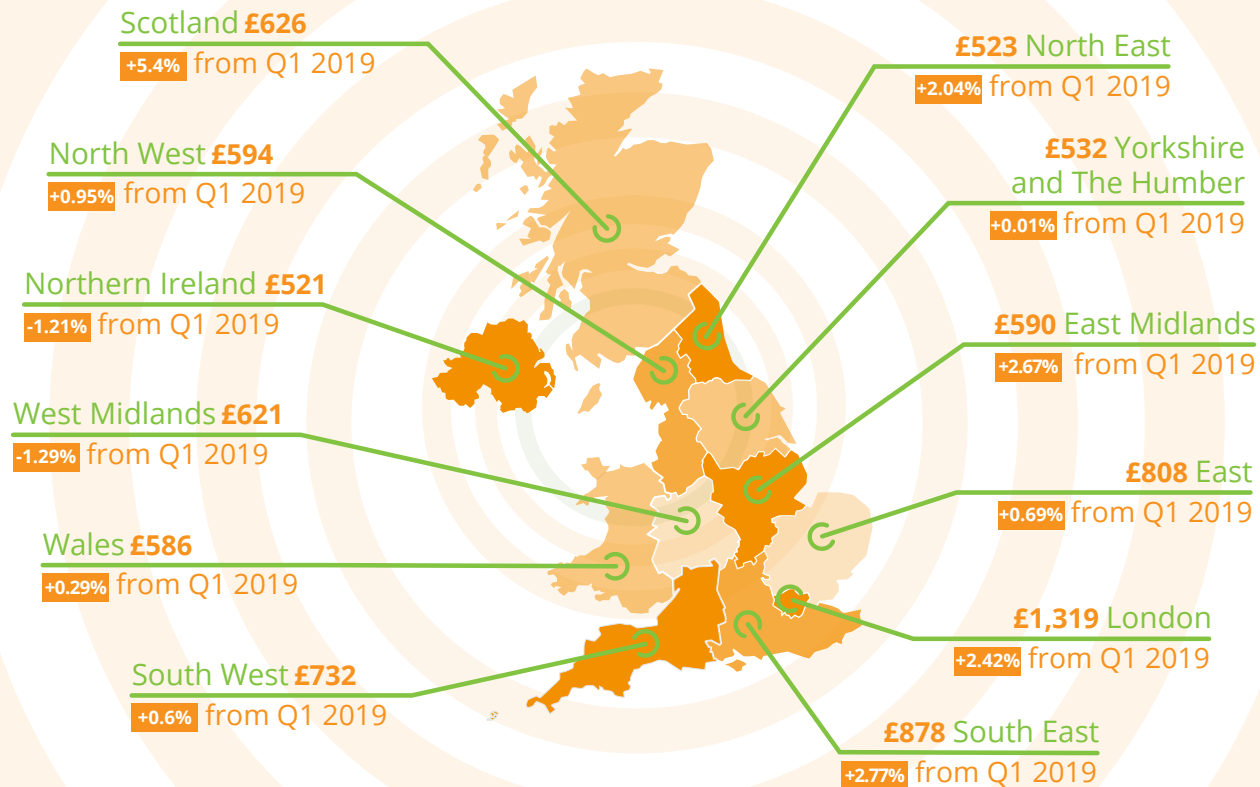 Scotland £626
+5.4% from Q1 2019
North West £594
+0.95% from Q1 2019
Northern Ireland £521
-1.21% from Q1 2019
West Midlands £621
-1.29% from Q1 2019
Wales £586
+0.29% from Q1 2019
South West £732
+0.6% from Q1 2019
£523 North East
+2.04% from Q1 2019
£532 Yorkshire
and The Humber
+0.01% from Q1 2019
£590 East Midlands
+2.67% from Q1 2019
£808 East
+0.69% from Q1 2019
£1,319 London
+2.42% from Q1 2019
£878 South East
+2.77% from Q1 2019